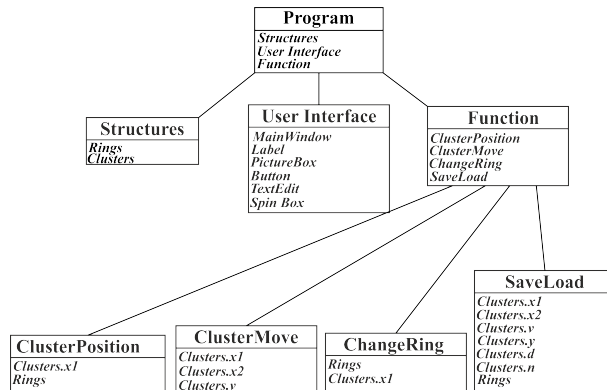 Program
Structures
User Interface
Function
Structures
Rings
Clusters
User Interface
MainWindow
Label
PictureBox
Button
TextEdit
Spin Box
Function
ClusterPosition
ClusterMove
ChangeRing
SaveLoad
ClusterPosition
Clusters.x1
Rings
ClusterMove
Clusters.x1
Clusters.x2
Clusters.v
ChangeRing
Rings
Clusters.x1
SaveLoad
Clusters.x1
Clusters.x2
Clusters.v
Clusters.y
Clusters.d
Clusters.n
Rings